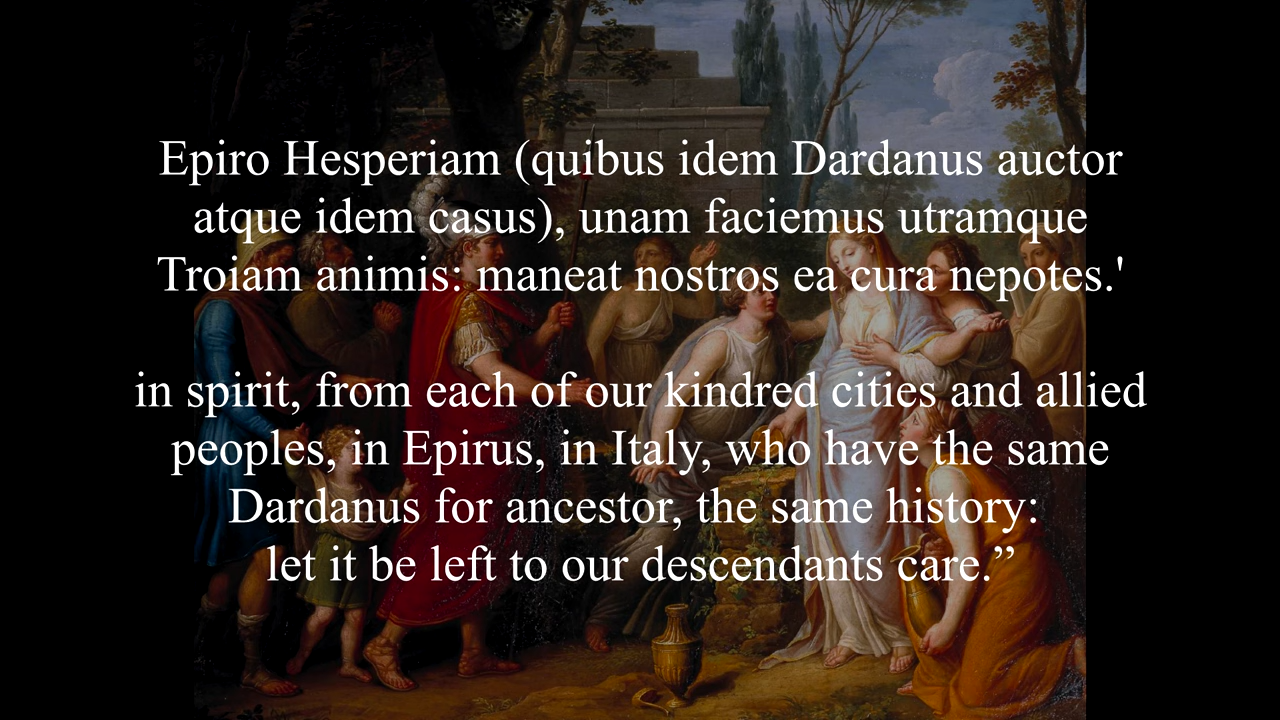 Epiro Hesperiam (quibus idem Dardanus auctor
atque idem casus), unam faciemus utramque
Troiam animis: maneat nostros ea cura nepotes.'
in spirit, from each of our kindred cities and allied
peoples, in Epirus, in Italy, who have the same
Dardanus for ancestor, the same history:
let it be left to our descendants care.”